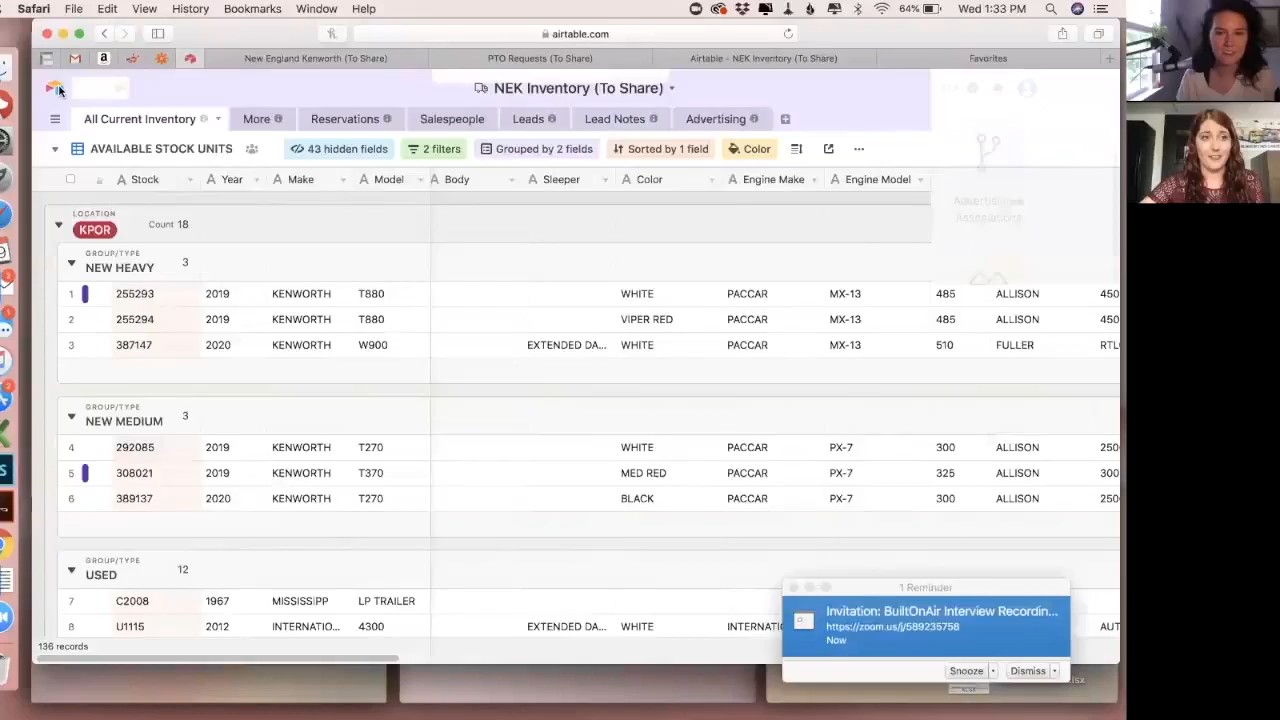 Safari File Edit View History Bookmarks Window Help 64% Wed 1:33 PM
airtable.com
New England Kenworth (To Share) PTO Requests (To Share) Airtable - NEK Inventory (To Share) Favorites
NEK Inventory (To Share)
All Current Inventory More Reservations Salespeople Leads Lead Notes Advertising
AVAILABLE STOCK UNITS 43 hidden fields 2 filters Grouped by 2 fields Sorted by 1 field Color
Stock Year Make Model Body Sleeper Color Engine Make Engine Model
Advertising
Associations
LOCATION
KPOR Count 18
GROUP/TYPE
NEW HEAVY 3
1 255293 2019 KENWORTH T880 WHITE PACCAR MX-13 485 ALLISON 450
2 255294 2019 KENWORTH T880 VIPER RED PACCAR MX-13 485 ALLISON 450
3 387147 2020 KENWORTH W900 EXTENDED DA... WHITE PACCAR MX-13 510 FULLER RTL
GROUP/TYPE
NEW MEDIUM 3
4 292085 2019 KENWORTH T270 WHITE PACCAR PX-7 300 ALLISON 250
5 308021 2019 KENWORTH T370 MED RED PACCAR PX-7 325 ALLISON 300
6 389137 2020 KENWORTH T270 BLACK PACCAR PX-7 300 ALLISON 250
GROUP/TYPE
USED 12
7 C2008 1967 MISSISSIPP LP TRAILER
8 U1115 2012 INTERNATIO... 4300 EXTENDED DA... WHITE INTERNATI AUT
136 records
1 Reminder
Invitation: BuiltOnAir Interview Recordin...
https://zoom.us/j/589235758
Now
Snooze Dismiss